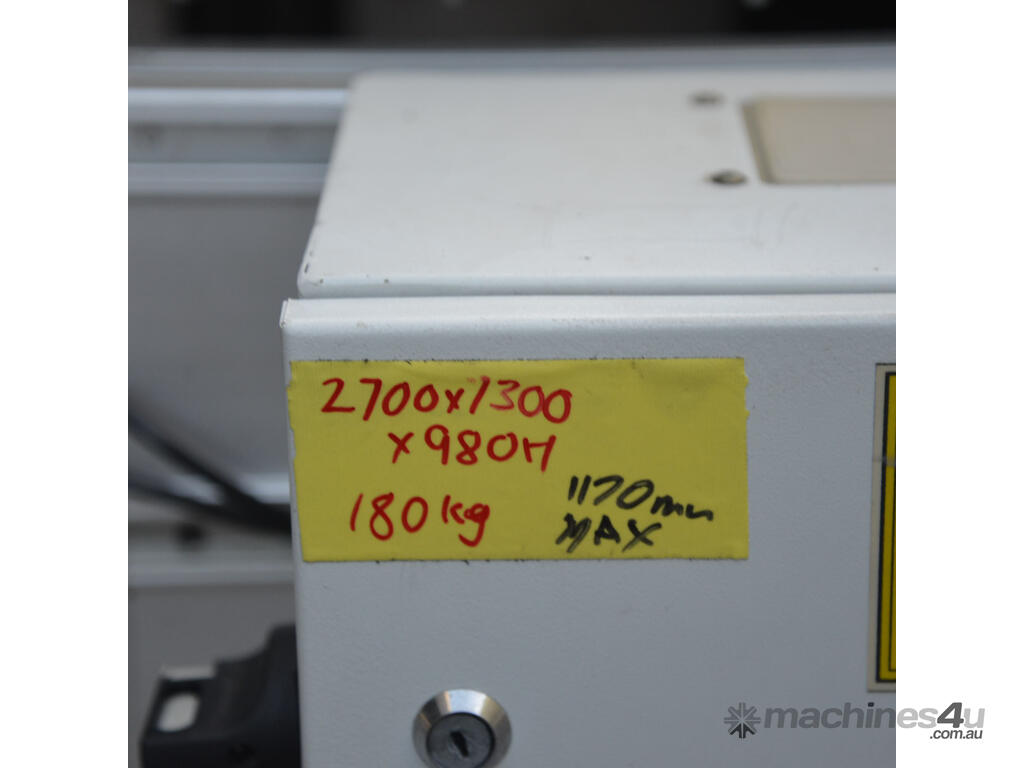 2700x1300
x980H
180kg
1170mm
MAX
machines4u
.com.au